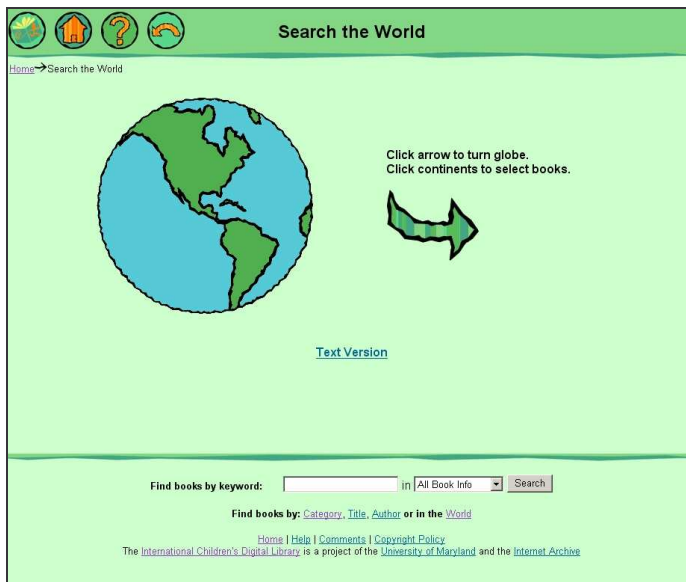 Search the World
Home→Search the World
Click arrow to turn globe.
Click continents to select books.
Text Version
Find books by keyword: in All Book Info Search
Find books by: Category, Title, Author or in the World
Home | Help | Comments | Copyright Policy
The International Children's Digital Library is a project of the University of Maryland and the Internet Archive